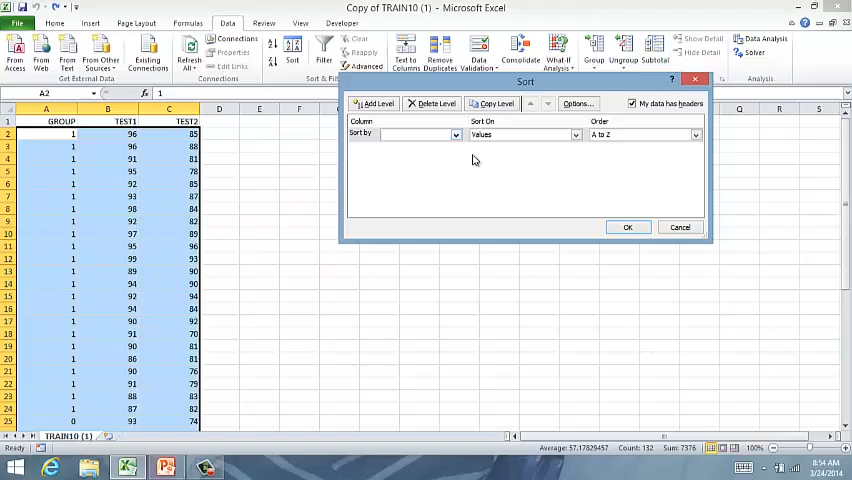 Copy of TRAIN10 (1) - Microsoft Excel
File Home Insert Page Layout Formulas Data Review View Developer
From Access From Web From Text From Other Sources Existing Connections Refresh All Connections Properties Edit Links Sort Filter Clear Reapply Advanced Text to Columns Remove Duplicates Data Validation Consolidate What-If Analysis Group Ungroup Subtotal Show Detail Hide Detail Data Analysis Solver
Get External Data Connections Sort & Fil Outline Analysis
A2 fx 1
Sort
Add Level Delete Level Copy Level Options... My data has headers
Column Sort On Order
Sort by Values A to Z
OK Cancel
A B C D E F Q R S
1 GROUP TEST1 TEST2
2 1 96 85
3 1 96 88
4 1 91 81
5 1 95 78
6 1 92 85
7 1 93 87
8 1 98 84
9 1 92 82
10 1 97 89
11 1 95 96
12 1 99 93
13 1 89 90
14 1 94 90
15 1 92 94
16 1 94 84
17 1 90 92
18 1 91 70
19 1 90 81
20 1 86 81
21 1 90 76
22 1 91 79
23 1 88 83
24 1 87 82
25 0 93 74
TRAIN10 (1)
Ready Average: 57.17829457 Count: 132 Sum: 7376 100%
8:54 AM
3/24/2014